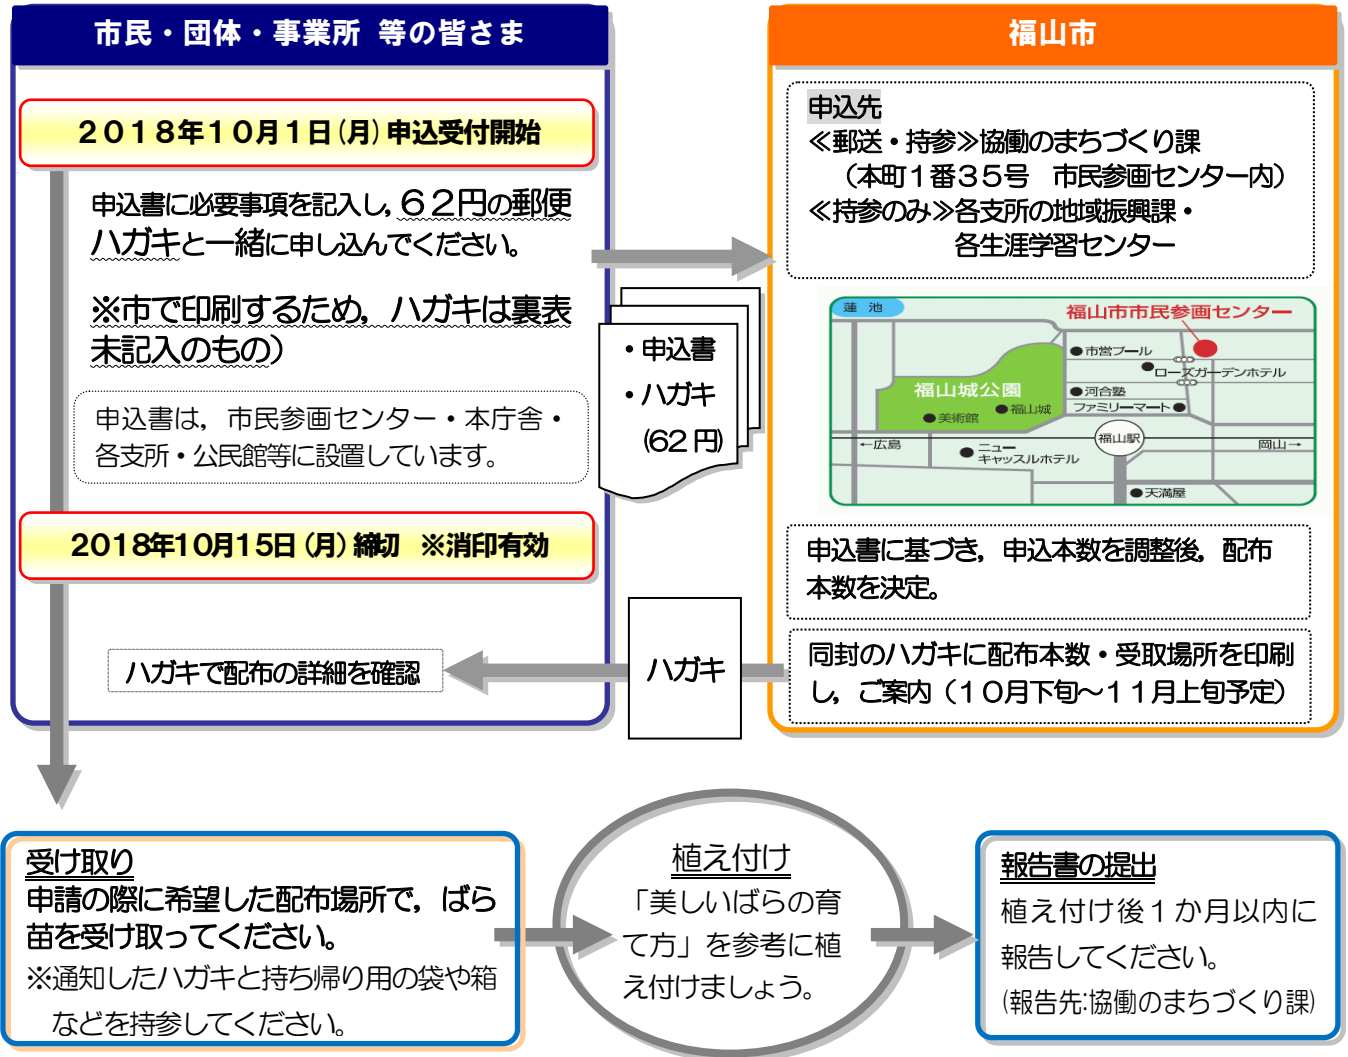 市民・団体・事業所 等の皆さま
２０１８年１０月１日(月)申込受付開始
申込書に必要事項を記入し,６２円の郵便
ハガキと一緒に申し込んでください。
※市で印刷するため，ハガキは裏表
未記入のもの）
申込書は，市民参画センター・本庁舎・
各支所・公民館等に設置しています。
2018年10月15日(月)締切 ※消印有効
ハガキで配布の詳細を確認
・申込書
・ハガキ
(62円)
ハガキ
福山市
申込先
≪郵送・持参≫協働のまちづくり課
（本町１番３５号 市民参画センター内）
≪持参のみ≫各支所の地域振興課・
各生涯学習センター
蓮池
福山市市民参画センター
●市営プール
●ローズガーデンホテル
福山城公園
●河合塾
●福山城
ファミリーマート●
●美術館
福山駅
←広島
岡山→
●ニュー
キャッスルホテル
●天満屋
申込書に基づき，申込本数を調整後，配布
本数を決定。
同封のハガキに配布本数・受取場所を印刷
し，ご案内（１０月下旬～１１月上旬予定）
受け取り
申請の際に希望した配布場所で，ばら
苗を受け取ってください。
※通知したハガキと持ち帰り用の袋や箱
などを持参してください。
植え付け
「美しいばらの育
て方」を参考に植
え付けましょう。
報告書の提出
植え付け後１か月以内に
報告してください。
(報告先:協働のまちづくり課)